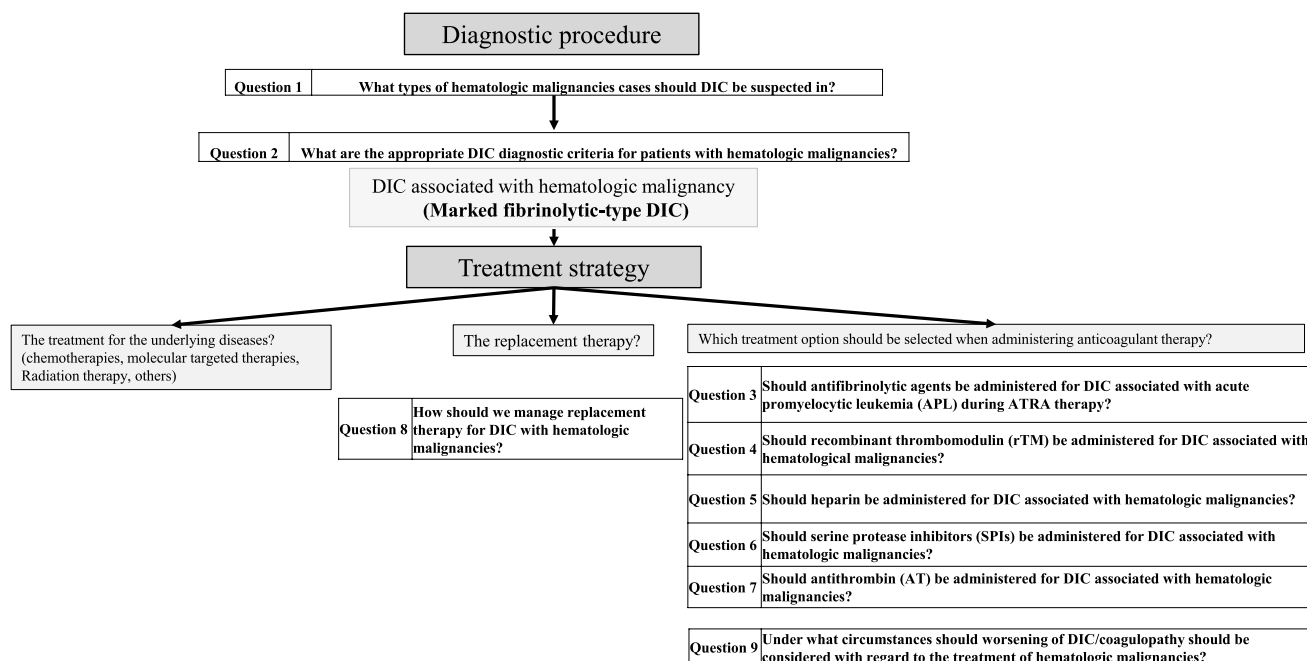 Diagnostic procedure
Question 1 What types of hematologic malignancies cases should DIC be suspected in?
Question 2 What are the appropriate DIC diagnostic criteria for patients with hematologic malignancies?
DIC associated with hematologic malignancy
(Marked fibrinolytic-type DIC)
Treatment strategy
The treatment for the underlying diseases?
(chemotherapies, molecular targeted therapies,
Radiation therapy, others)
The replacement therapy?
Question 8 How should we manage replacement
therapy for DIC with hematologic
malignancies?
Which treatment option should be selected when administering anticoagulant therapy?
Question 3 Should antifibrinolytic agents be administered for DIC associated with acute
promyelocytic leukemia (APL) during ATRA therapy?
Question 4 Should recombinant thrombomodulin (rTM) be administered for DIC associated with
hematological malignancies?
Question 5 Should heparin be administered for DIC associated with hematologic malignancies?
Question 6 Should serine protease inhibitors (SPIs) be administered for DIC associated with
hematologic malignancies?
Question 7 Should antithrombin (AT) be administered for DIC associated with hematologic
malignancies?
Question 9 Under what circumstances should worsening of DIC/coagulopathy should be
considered with regard to the treatment of hematologic malignancies?